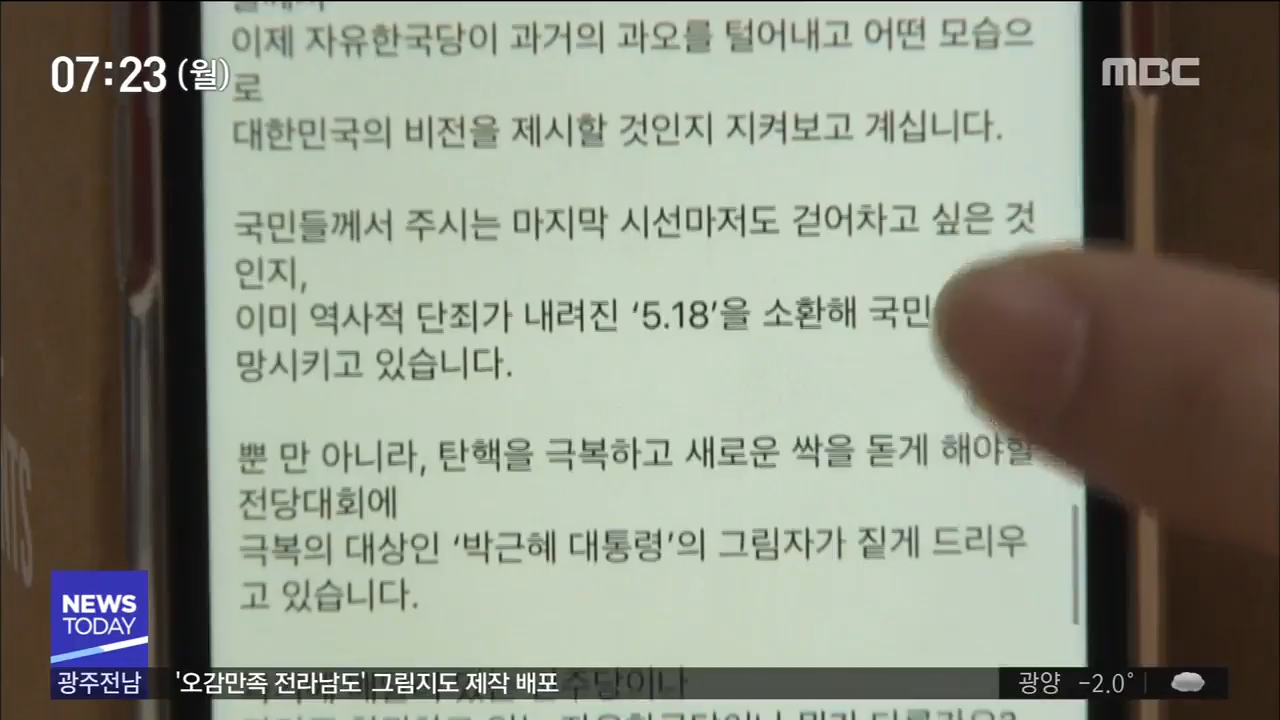 07:23 (월)
MBC
이제 자유한국당이 과거의 과오를 털어내고 어떤 모습으
로
대한민국의 비전을 제시할 것인지 지켜보고 계십니다.
국민들께서 주시는 마지막 시선마저도 걷어차고 싶은 것
인지,
이미 역사적 단죄가 내려진 ‘5.18’을 소환해 국민
망시키고 있습니다.
뿐 만 아니라, 탄핵을 극복하고 새로운 싹을 돋게 해야할
전당대회에
극복의 대상인 ‘박근혜 대통령’의 그림자가 짙게 드리우
고 있습니다.
NEWS
TODAY
광주전남
'오감만족 전라남도' 그림지도 제작 배포
광양 -2.0°